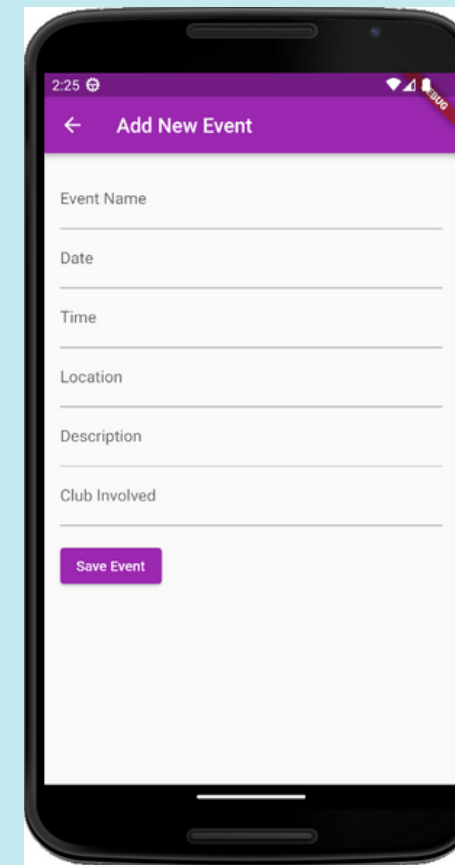 2:25
DEBUG
Add New Event
Event Name
Date
Time
Location
Description
Club Involved
Save Event